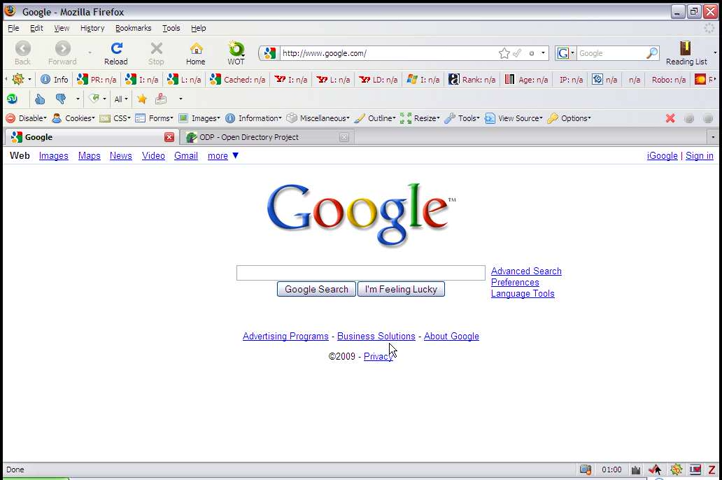 Google - Mozilla Firefox
File Edit View History Bookmarks Tools Help
Back Forward Reload Stop Home WOT http://www.google.com/ Google Reading List
Info PR: n/a I: n/a L: n/a Cached: n/a I: n/a L: n/a LD: n/a I: n/a Rank: n/a Age: n/a IP: n/a n/a Robo: n/a
All
Disable Cookies CSS Forms Images Information Miscellaneous Outline Resize Tools View Source Options
Google ODP - Open Directory Project
Web Images Maps News Video Gmail more ▼ iGoogle | Sign in
Google™
Advanced Search
Preferences
Language Tools
Google Search I'm Feeling Lucky
Advertising Programs - Business Solutions - About Google
©2009 - Privacy
Done 01:00